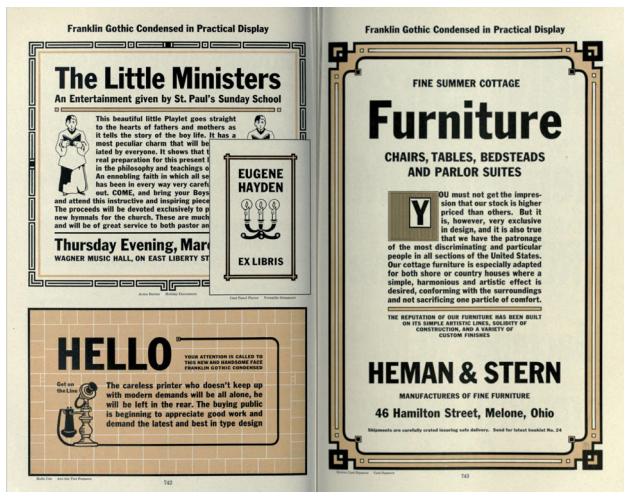 Franklin Gothic Condensed in Practical Display
The Little Ministers
An Entertainment given by St. Paul's Sunday School
This beautiful little Playlet goes straight
to the hearts of fathers and mothers as
it tells the story of the boy life. It has a
most peculiar charm that will be
iated by everyone. It shows that t
real preparation for this present l
in the philosophy and teachings o
An ennobling faith in which all se
has been in every way very carefu
out. COME, and bring your Boys
and attend this instructive and inspiring piece
The proceeds will be devoted exclusively to p
new hymnals for the church. These are much
and will be of great service to both pastor an
Thursday Evening, Mar
WAGNER MUSIC HALL, ON EAST LIBERTY ST
EUGENE
HAYDEN
EX LIBRIS
HELLO
YOUR ATTENTION IS CALLED TO
THIS NEW AND HANDSOME FACE
FRANKLIN GOTHIC CONDENSED
Get on
the Line
The careless printer who doesn't keep up
with modern demands will be all alone, he
will be left in the rear. The buying public
is beginning to appreciate good work and
demand the latest and best in type design
742
Franklin Gothic Condensed in Practical Display
FINE SUMMER COTTAGE
Furniture
CHAIRS, TABLES, BEDSTEADS
AND PARLOR SUITES
YOU must not get the impres-
sion that our stock is higher
priced than others. But it
is, however, very exclusive
in design, and it is also true
that we have the patronage
of the most discriminating and particular
people in all sections of the United States.
Our cottage furniture is especially adapted
for both shore or country houses where a
simple, harmonious and artistic effect is
desired, conforming with the surroundings
and not sacrificing one particle of comfort.
THE REPUTATION OF OUR FURNITURE HAS BEEN BUILT
ON ITS SIMPLE ARTISTIC LINES, SOLIDITY OF
CONSTRUCTION, AND A VARIETY OF
CUSTOM FINISHES
HEMAN & STERN
MANUFACTURERS OF FINE FURNITURE
46 Hamilton Street, Melone, Ohio
Shipments are carefully crated insuring safe delivery. Send for latest booklet No. 24
743